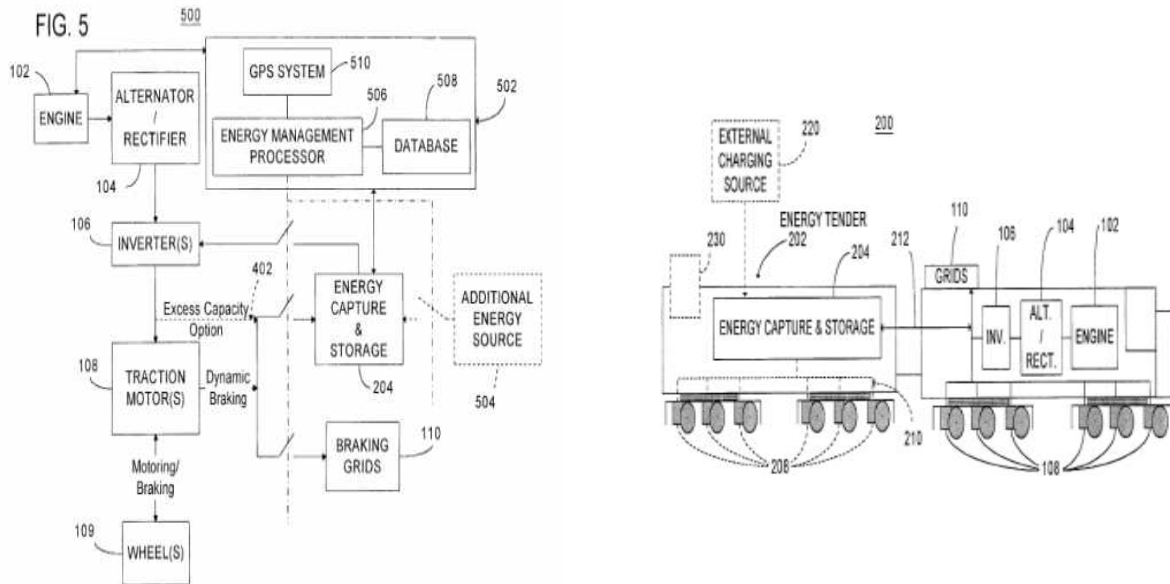 FIG. 5
500
GPS SYSTEM
510
508
502
102
ENGINE
ALTERNATOR
/
RECTIFIER
506
ENERGY MANAGEMENT
PROCESSOR
DATABASE
104
106
INVERTER(S)
402
Excess Capacity
Option
ENERGY
CAPTURE
&
STORAGE
ADDITIONAL
ENERGY
SOURCE
108
TRACTION
MOTOR(S)
Dynamic
Braking
204
504
BRAKING
GRIDS
110
Motoring/
Braking
109
WHEEL(S)
220
200
EXTERNAL
CHARGING
SOURCE
ENERGY TENDER
230
202
204
212
110
106
104
102
GRIDS
ENERGY CAPTURE & STORAGE
INV.
ALT.
/
RECT.
ENGINE
210
208
108